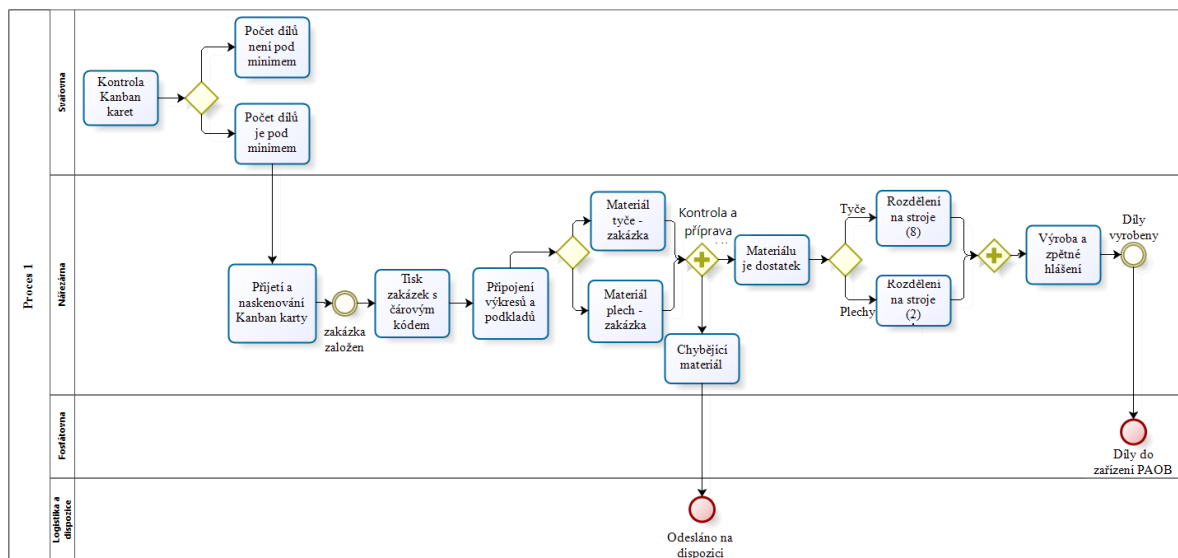 Proces 1
Svařovna
Kontrola
Kanban
karet
Počet dílů
není pod
minimem
Počet dílů
je pod
minimem
Nářezárna
Přijetí a
naskenování
Kanban karty
zakázka
založen
Tisk
zakázek s
čárovým
kódem
Připojení
výkresů a
podkladů
Materiál
tyče -
zakázka
Materiál
plech -
zakázka
Kontrola a
příprava
Chybějící
materiál
Materiálu
je dostatek
Tyče
Plechy
Rozdělení
na stroje
(8)
Rozdělení
na stroje
(2)
Výroba a
zpětné
hlášení
Díly
vyrobeny
Fosfátovna
Díly do
zařízení PAOB
Logistika a
dispozice
Odesláno na
dispozici